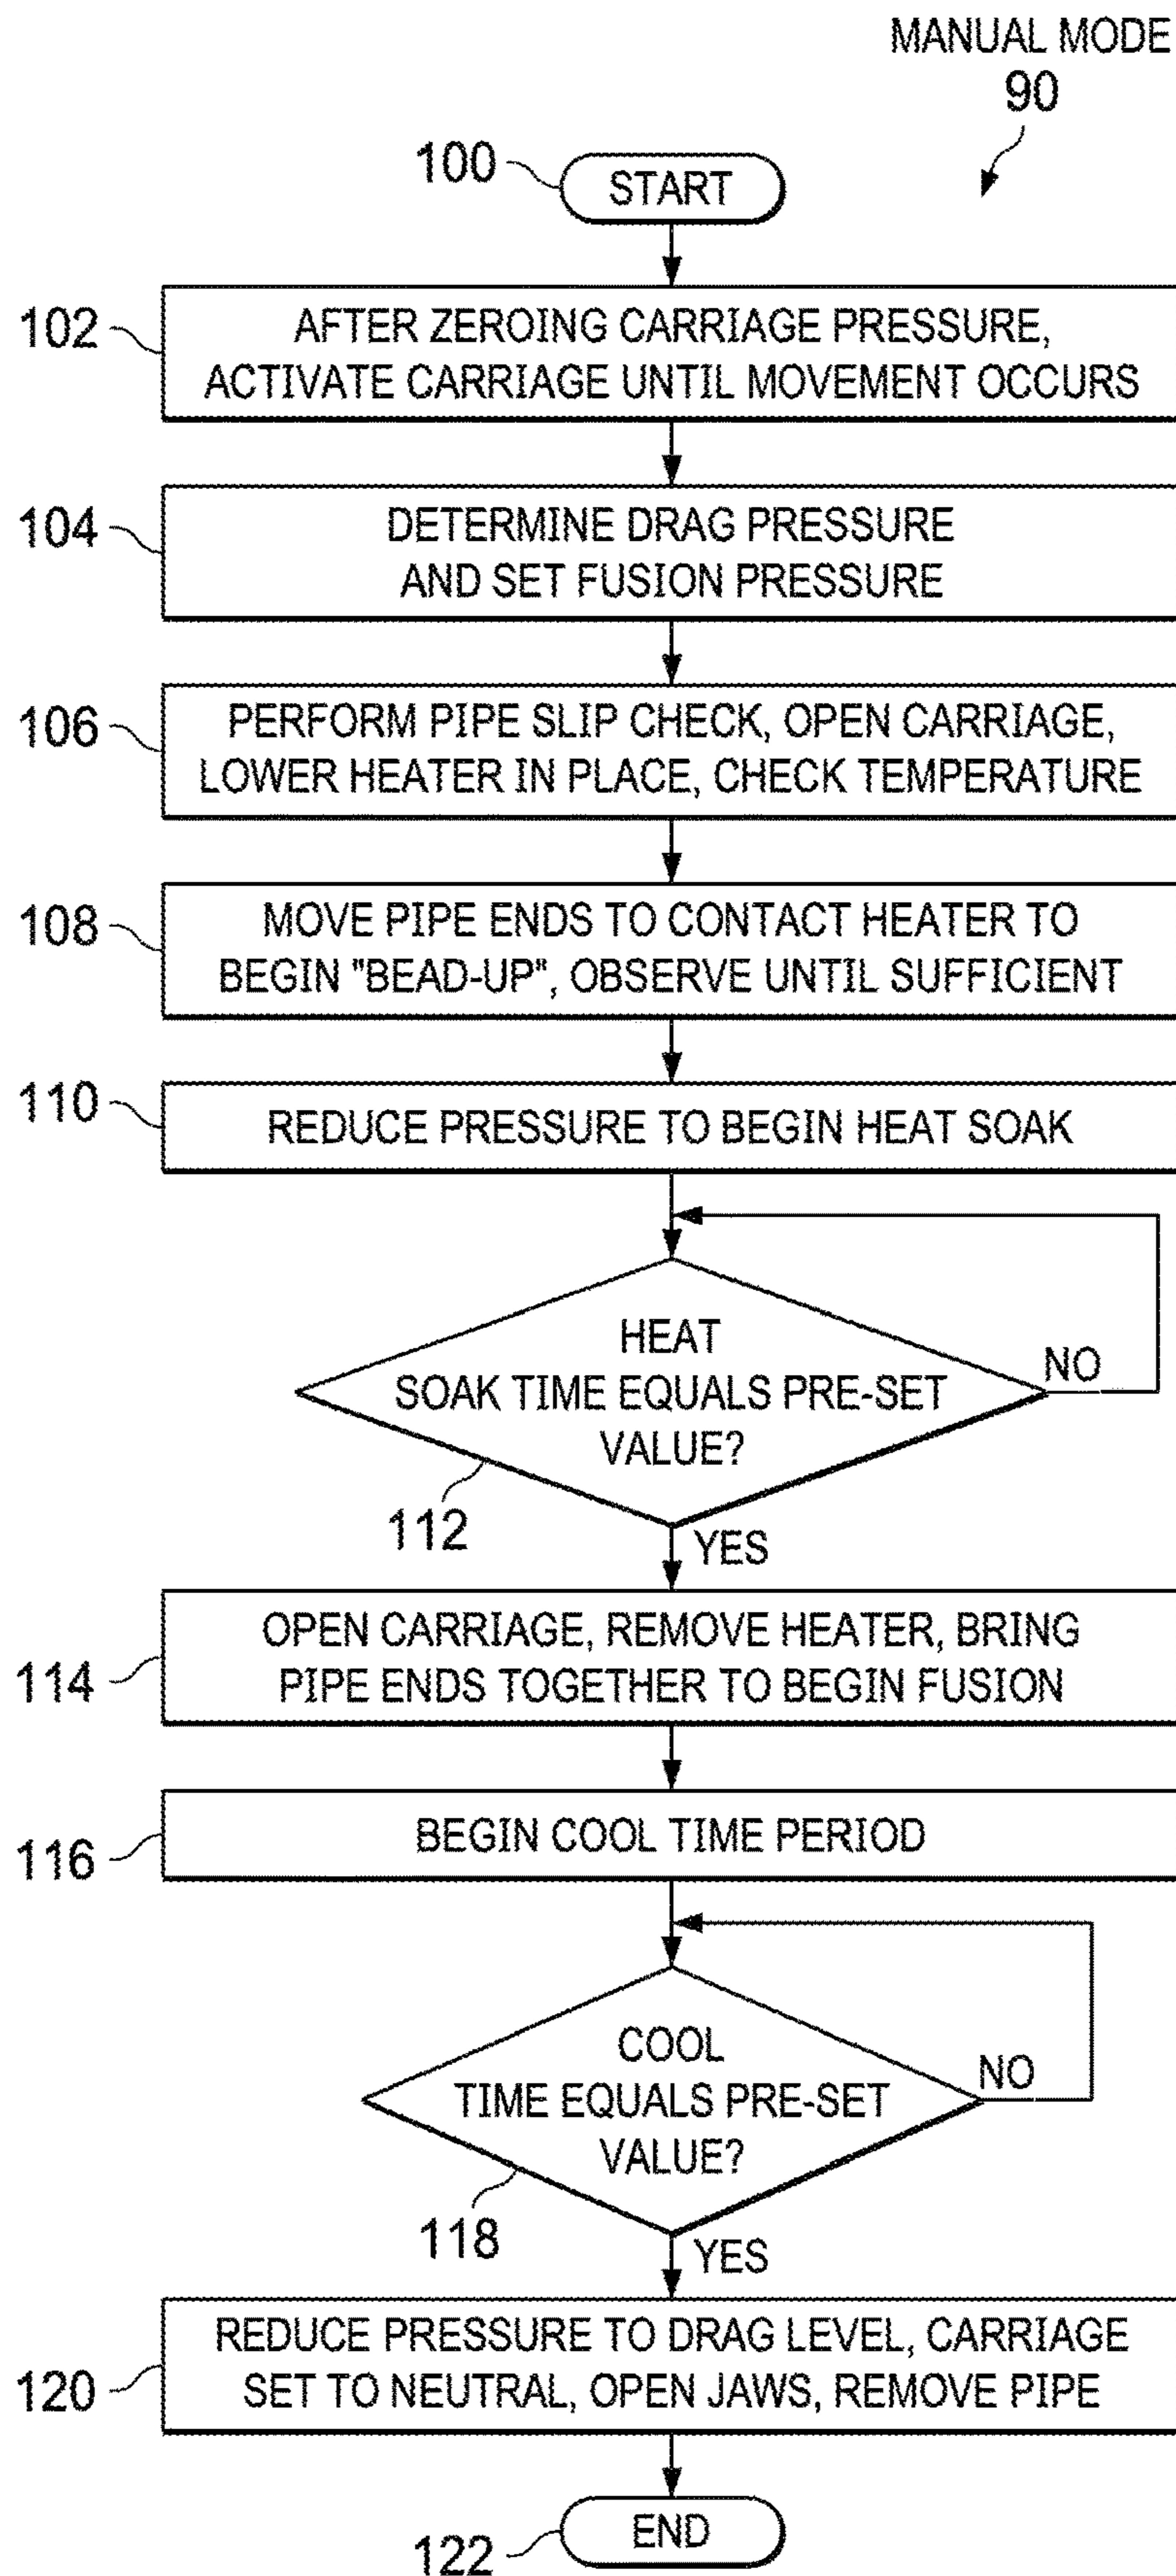 MANUAL MODE
90
100
START
102
AFTER ZEROING CARRIAGE PRESSURE,
ACTIVATE CARRIAGE UNTIL MOVEMENT OCCURS
104
DETERMINE DRAG PRESSURE
AND SET FUSION PRESSURE
106
PERFORM PIPE SLIP CHECK, OPEN CARRIAGE,
LOWER HEATER IN PLACE, CHECK TEMPERATURE
108
MOVE PIPE ENDS TO CONTACT HEATER TO
BEGIN "BEAD-UP", OBSERVE UNTIL SUFFICIENT
110
REDUCE PRESSURE TO BEGIN HEAT SOAK
HEAT
SOAK TIME EQUALS PRE-SET
VALUE?
NO
112
YES
114
OPEN CARRIAGE, REMOVE HEATER, BRING
PIPE ENDS TOGETHER TO BEGIN FUSION
116
BEGIN COOL TIME PERIOD
COOL
TIME EQUALS PRE-SET
VALUE?
NO
118
YES
120
REDUCE PRESSURE TO DRAG LEVEL, CARRIAGE
SET TO NEUTRAL, OPEN JAWS, REMOVE PIPE
122
END